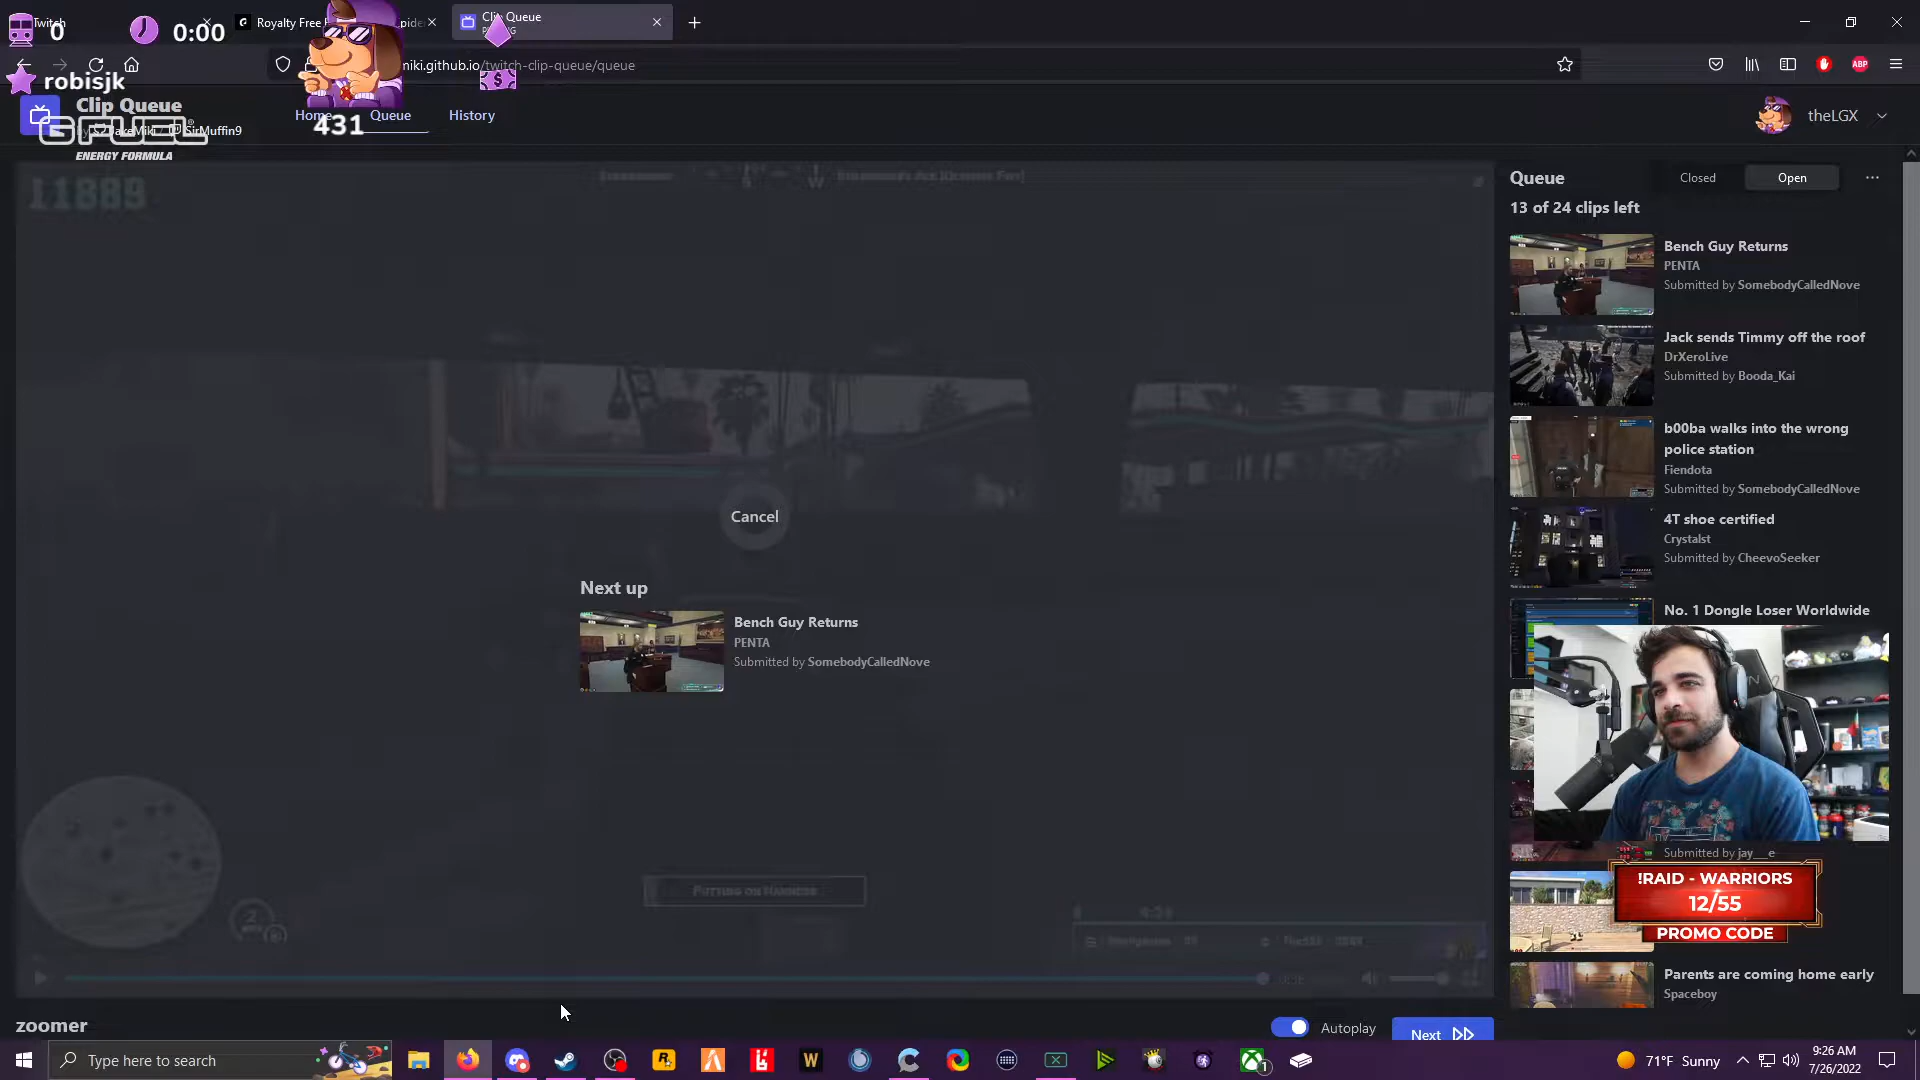 Twitch
Royalty Free
pider
Clip Queue
0
0:00
miki.github.io/twitch-clip-queue/queue
robisjk
Clip Queue
SirMuffin9
GFUEL
ENERGY FORMULA
Home
431
Queue
History
ABP
theLGX
11889
Queue
Closed
Open
13 of 24 clips left
Bench Guy Returns
PENTA
Submitted by SomebodyCalledNove
Jack sends Timmy off the roof
DrXeroLive
Submitted by Booda_Kai
b00ba walks into the wrong
police station
Fiendota
Submitted by SomebodyCalledNove
4T shoe certified
Crystalst
Submitted by CheevoSeeker
No. 1 Dongle Loser Worldwide
Cancel
Next up
Bench Guy Returns
PENTA
Submitted by SomebodyCalledNove
Submitted by jay__e
!RAID - WARRIORS
12/55
PROMO CODE
Parents are coming home early
Spaceboy
zoomer
Autoplay
Next
Type here to search
71°F Sunny
9:26 AM
7/26/2022